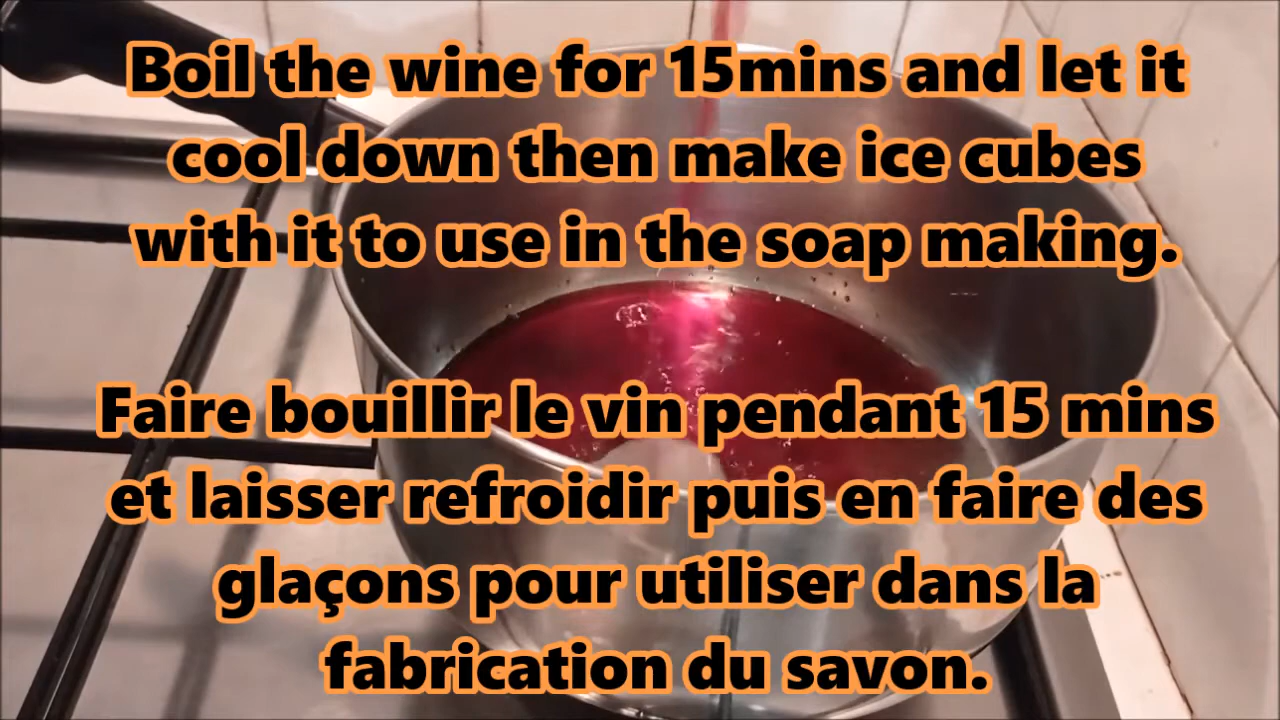 Boil the wine for 15mins and let it
cool down then make ice cubes
with it to use in the soap making.
Faire bouillir le vin pendant 15 mins
et laisser refroidir puis en faire des
glaçons pour utiliser dans la
fabrication du savon.